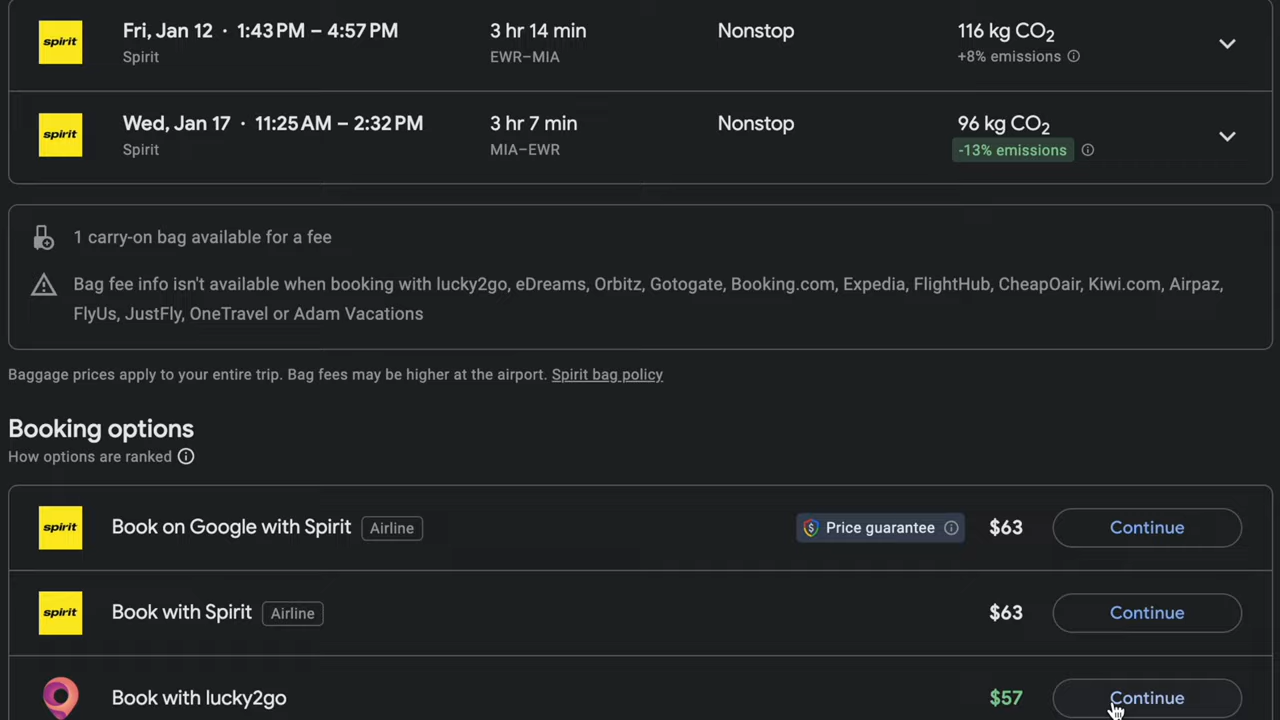 spirit
Fri, Jan 12 · 1:43 PM – 4:57 PM
3 hr 14 min
Nonstop
116 kg CO2
Spirit
EWR–MIA
+8% emissions
spirit
Wed, Jan 17 · 11:25 AM – 2:32 PM
3 hr 7 min
Nonstop
96 kg CO2
Spirit
MIA–EWR
-13% emissions
1 carry-on bag available for a fee
Bag fee info isn't available when booking with lucky2go, eDreams, Orbitz, Gotogate, Booking.com, Expedia, FlightHub, CheapOair, Kiwi.com, Airpaz,
FlyUs, JustFly, OneTravel or Adam Vacations
Baggage prices apply to your entire trip. Bag fees may be higher at the airport. Spirit bag policy
Booking options
How options are ranked
spirit
Book on Google with Spirit
Airline
Price guarantee
$63
Continue
spirit
Book with Spirit
Airline
$63
Continue
Book with lucky2go
$57
Continue